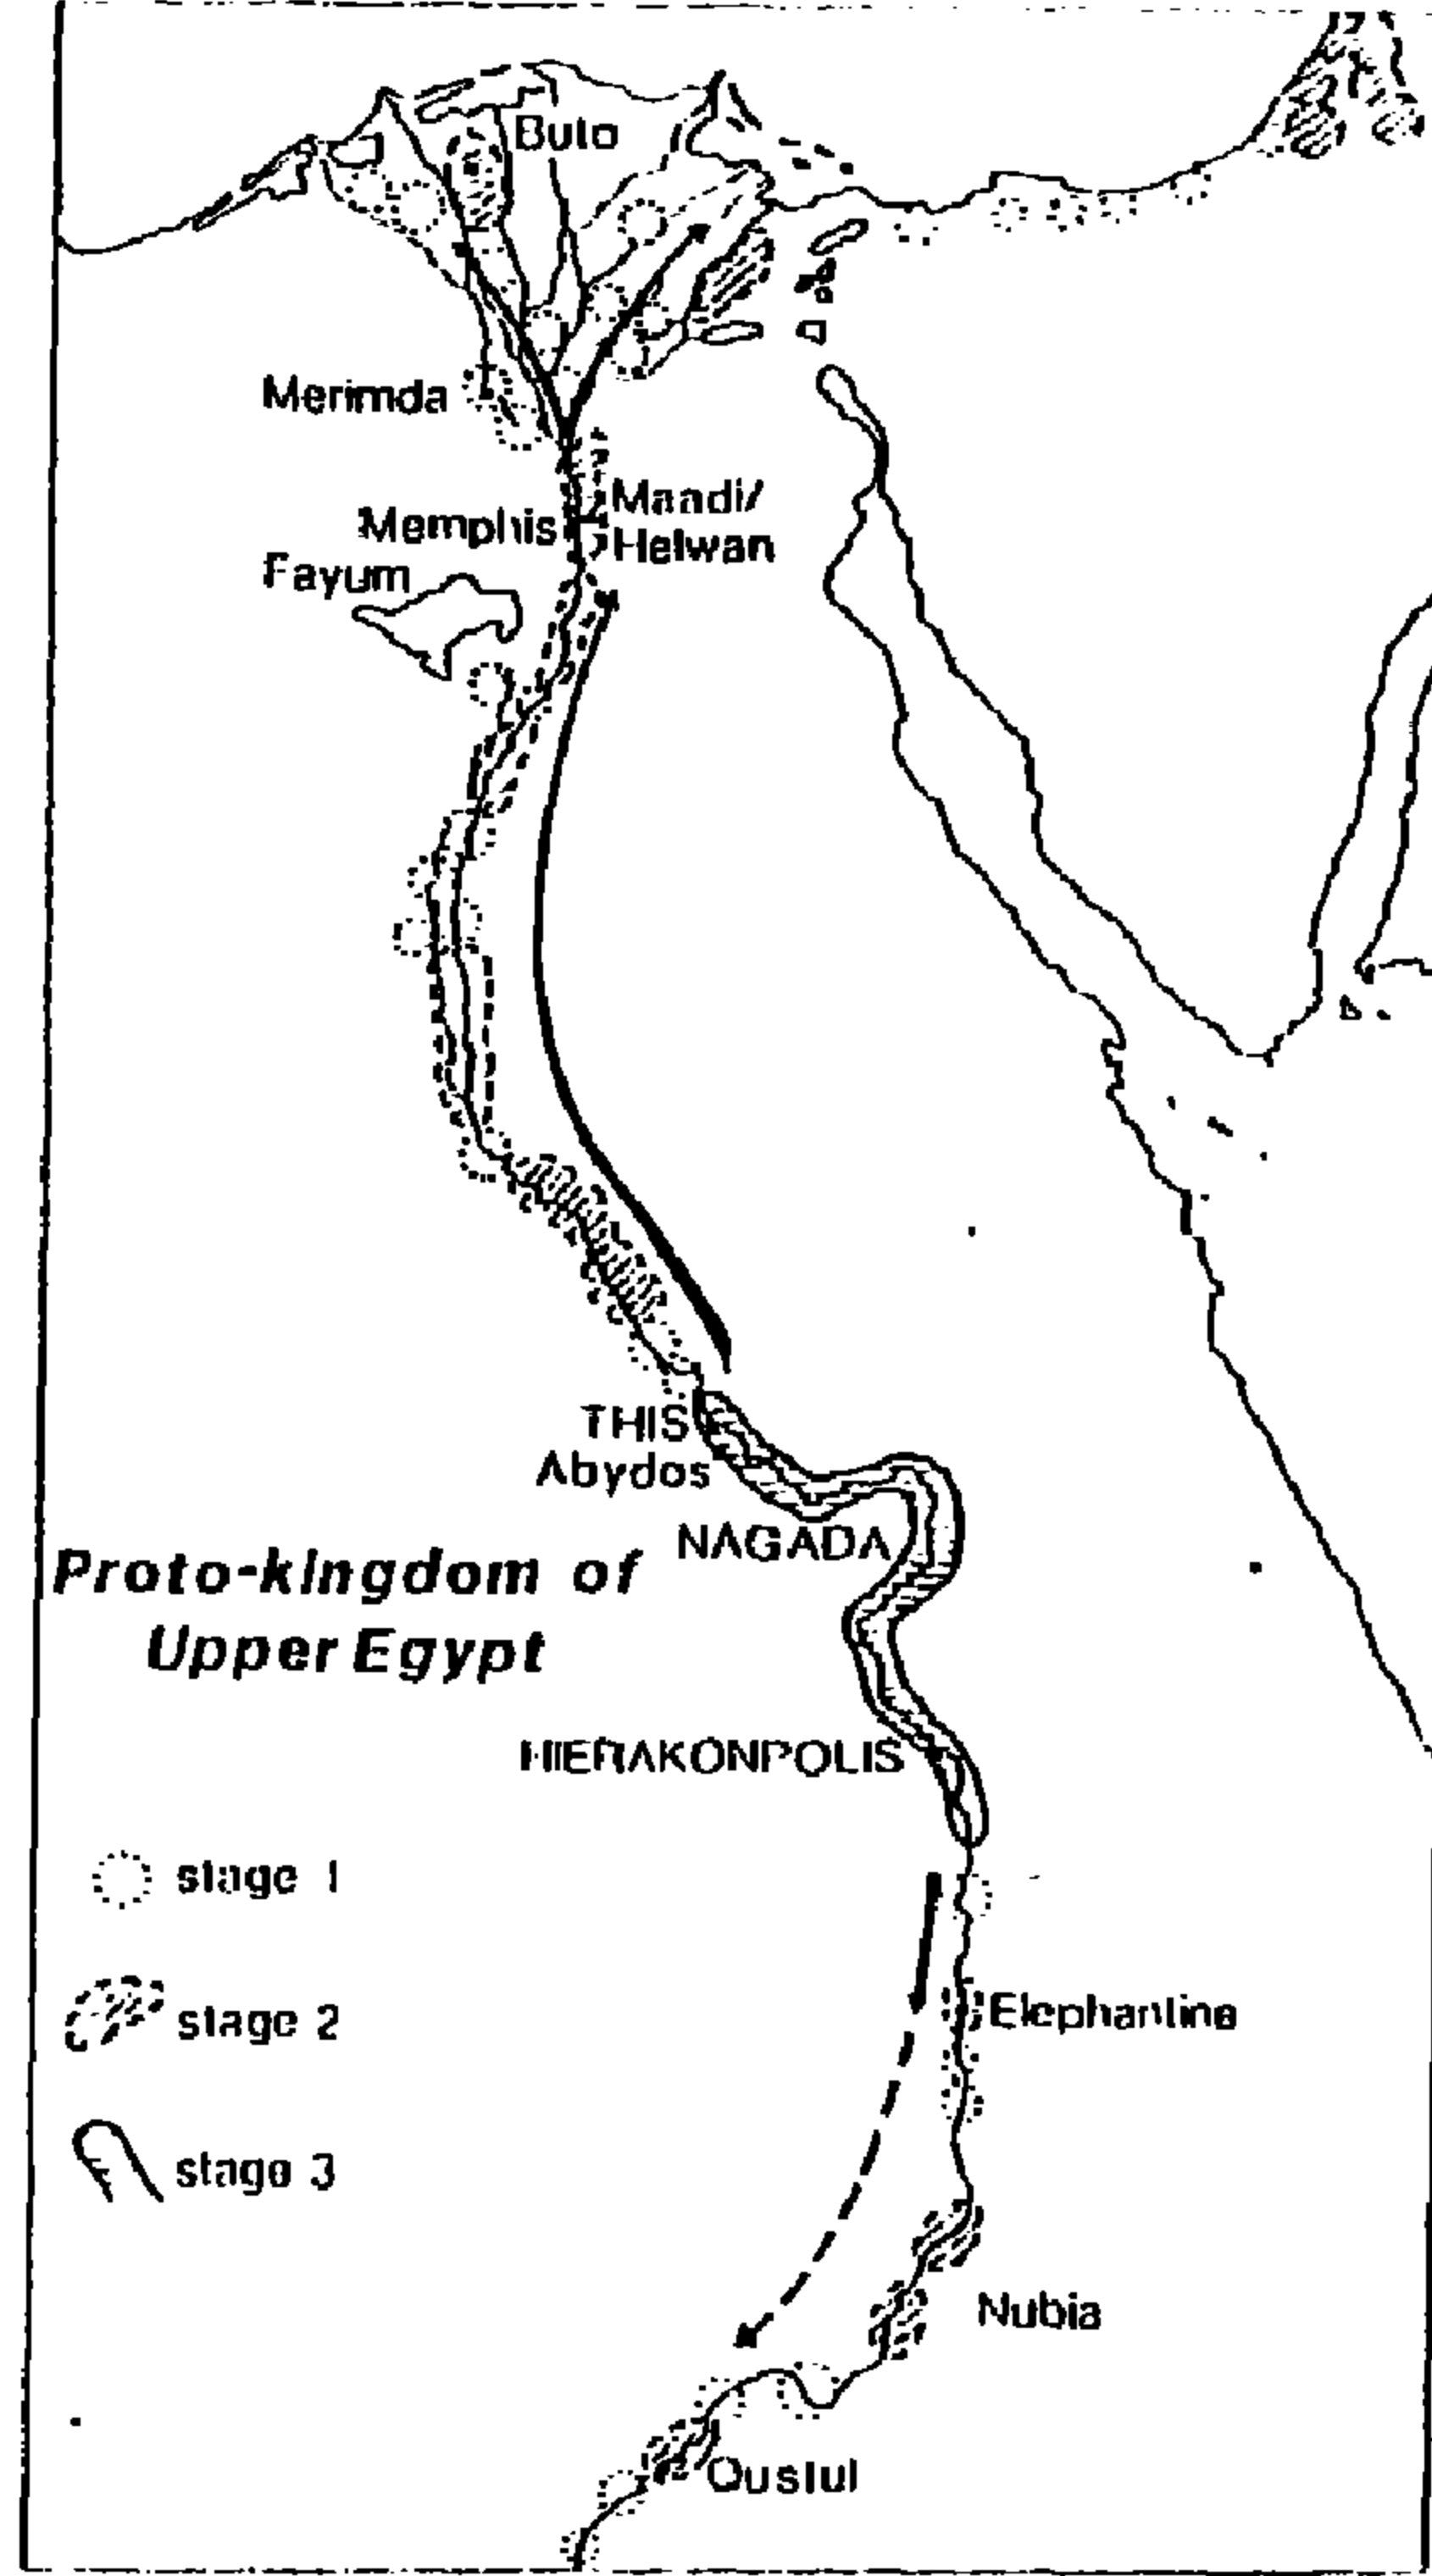 Buto
Merimda
Maadi/
Helwan
Memphis
Fayum
THIS
Abydos
NAGADA
Proto-kingdom of
Upper Egypt
HIERAKONPOLIS
stage 1
Elephantine
stage 2
stage 3
Nubia
Qustul